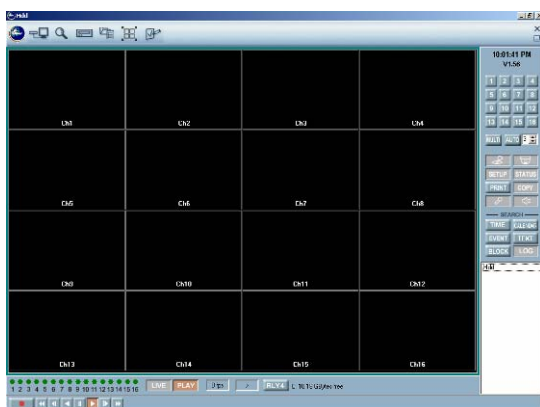 10:01:41 PM
V1.56
1 2 3 4
5 6 7 8
9 10 11 12
13 14 15 16
MULTI AUTO
SETUP STATUS
PRINT COPY
SEARCH
TIME CALENDAR
EVENT TEXT
BLOCK LOG
Ch1 Ch2 Ch3 Ch4
Ch5 Ch6 Ch7 Ch8
Ch9 Ch10 Ch11 Ch12
Ch13 Ch14 Ch15 Ch16
1 2 3 4 5 6 7 8 9 10 11 12 13 14 15 16
LIVE PLAY